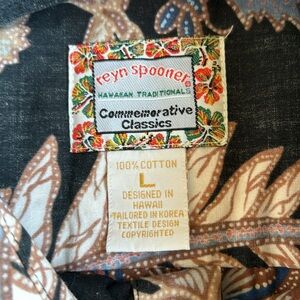 reyn spooner®
HAWAIIAN TRADITIONALS
Commemorative
Classics
100% COTTON
L
DESIGNED IN
HAWAII
TAILORED IN KOREA
TEXTILE DESIGN
COPYRIGHTED